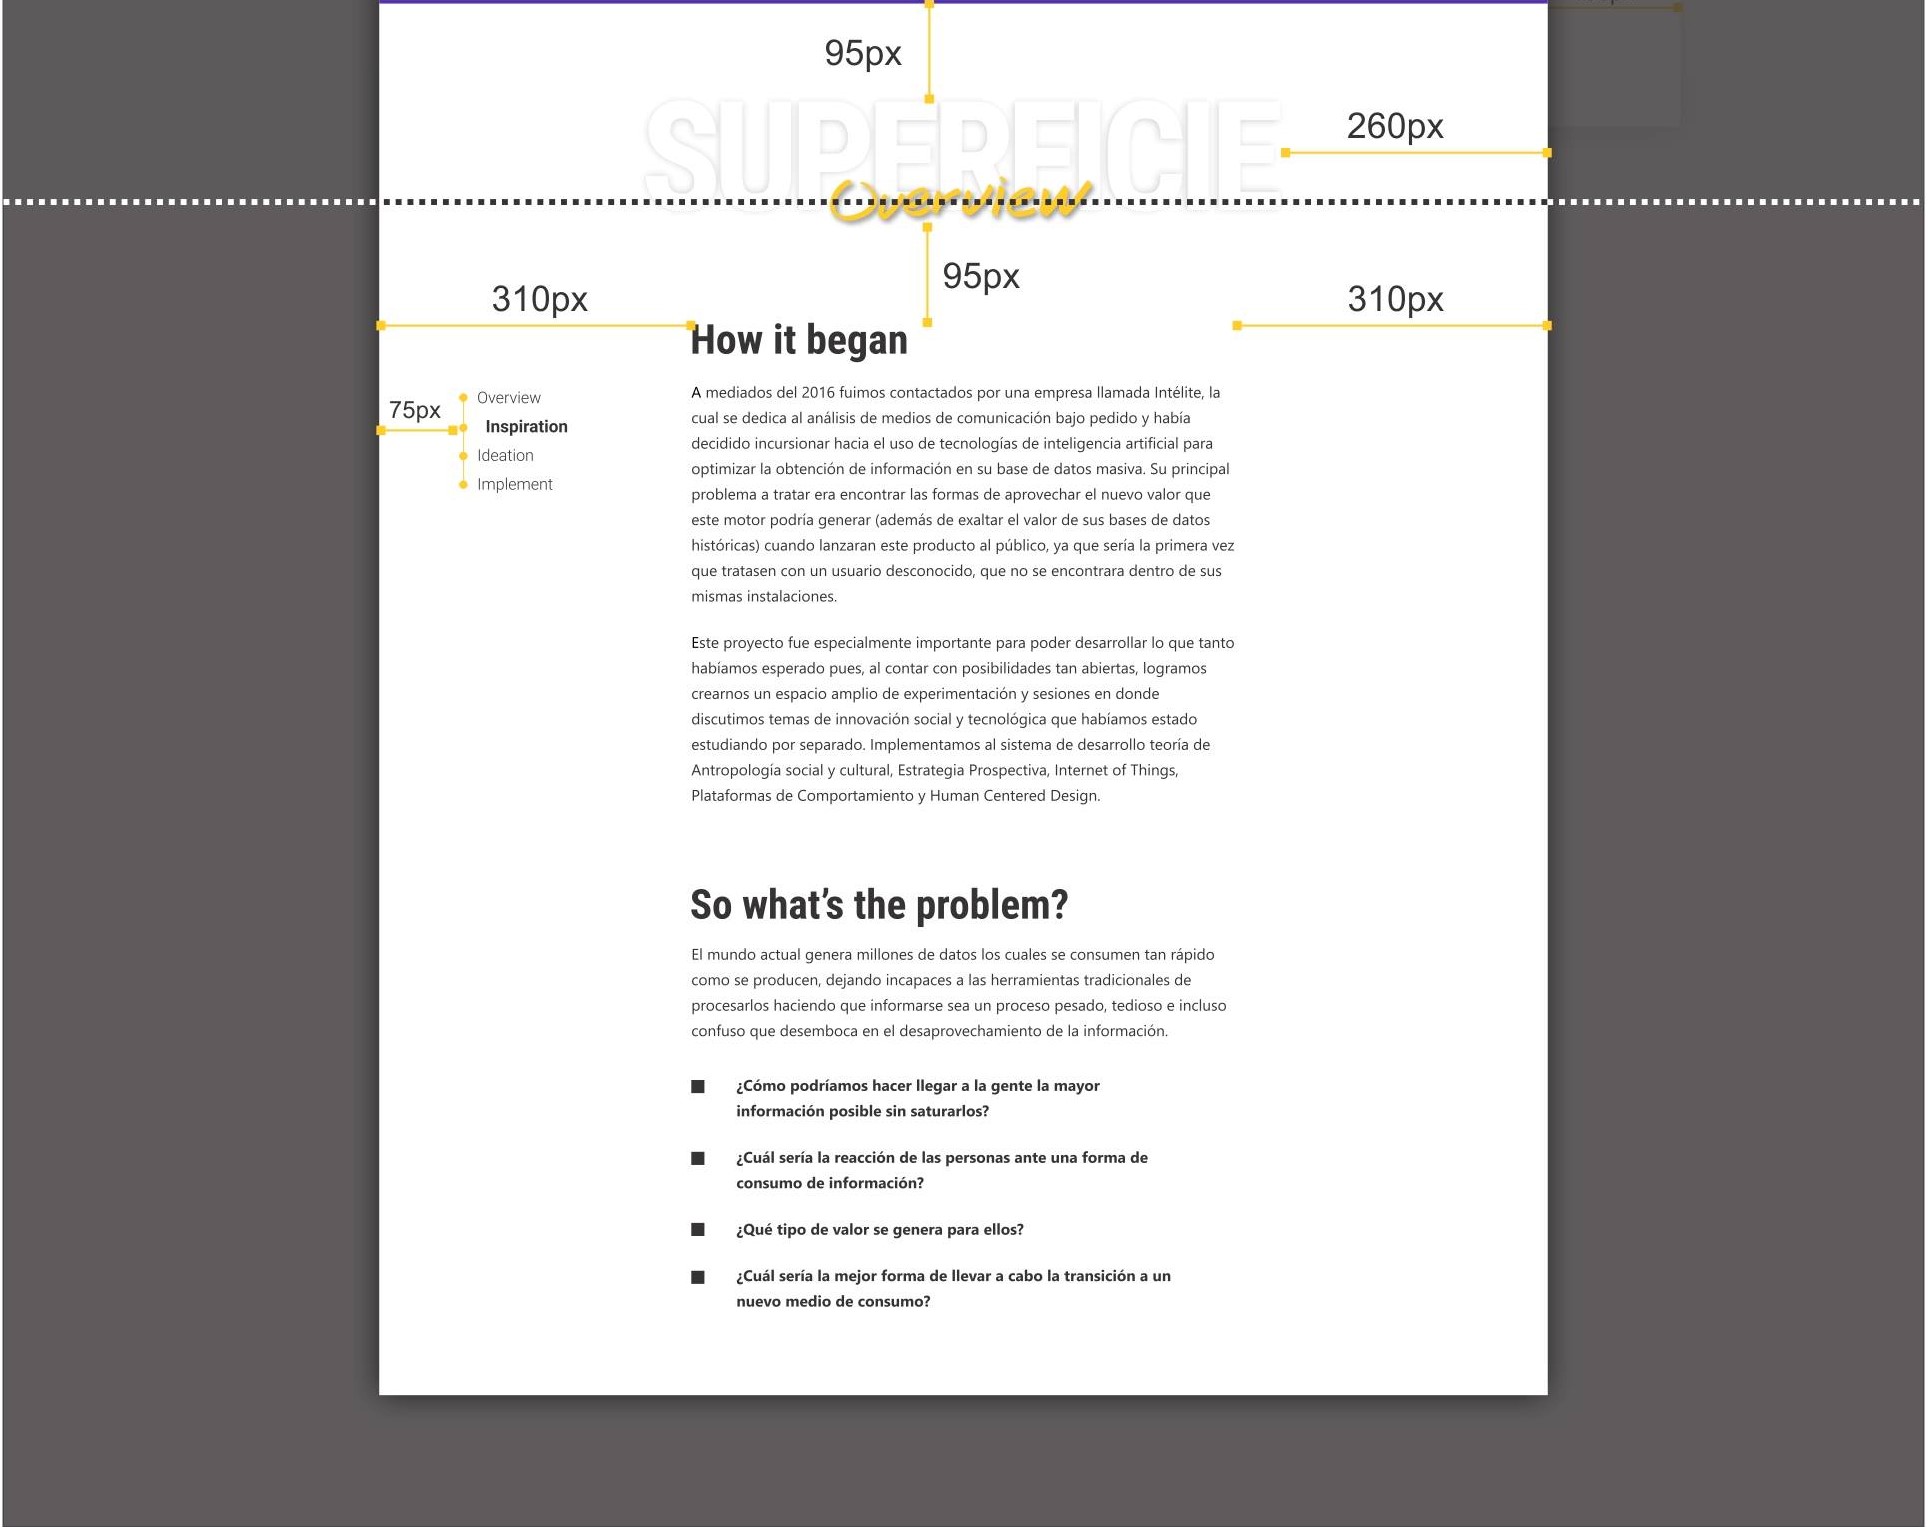 95px
SUPERFICIE
260px
Overview
95px
310px
310px
How it began
75px
Overview
Inspiration
Ideation
Implement
A mediados del 2016 fuimos contactados por una empresa llamada Intélite, la
cual se dedica al análisis de medios de comunicación bajo pedido y había
decidido incursionar hacia el uso de tecnologías de inteligencia artificial para
optimizar la obtención de información en su base de datos masiva. Su principal
problema a tratar era encontrar las formas de aprovechar el nuevo valor que
este motor podría generar (además de exaltar el valor de sus bases de datos
históricas) cuando lanzaran este producto al público, ya que sería la primera vez
que tratasen con un usuario desconocido, que no se encontrara dentro de sus
mismas instalaciones.
Este proyecto fue especialmente importante para poder desarrollar lo que tanto
habíamos esperado pues, al contar con posibilidades tan abiertas, logramos
crearnos un espacio amplio de experimentación y sesiones en donde
discutimos temas de innovación social y tecnológica que habíamos estado
estudiando por separado. Implementamos al sistema de desarrollo teoría de
Antropología social y cultural, Estrategia Prospectiva, Internet of Things,
Plataformas de Comportamiento y Human Centered Design.
So what’s the problem?
El mundo actual genera millones de datos los cuales se consumen tan rápido
como se producen, dejando incapaces a las herramientas tradicionales de
procesarlos haciendo que informarse sea un proceso pesado, tedioso e incluso
confuso que desemboca en el desaprovechamiento de la información.
¿Cómo podríamos hacer llegar a la gente la mayor
información posible sin saturarlos?
¿Cuál sería la reacción de las personas ante una forma de
consumo de información?
¿Qué tipo de valor se genera para ellos?
¿Cuál sería la mejor forma de llevar a cabo la transición a un
nuevo medio de consumo?